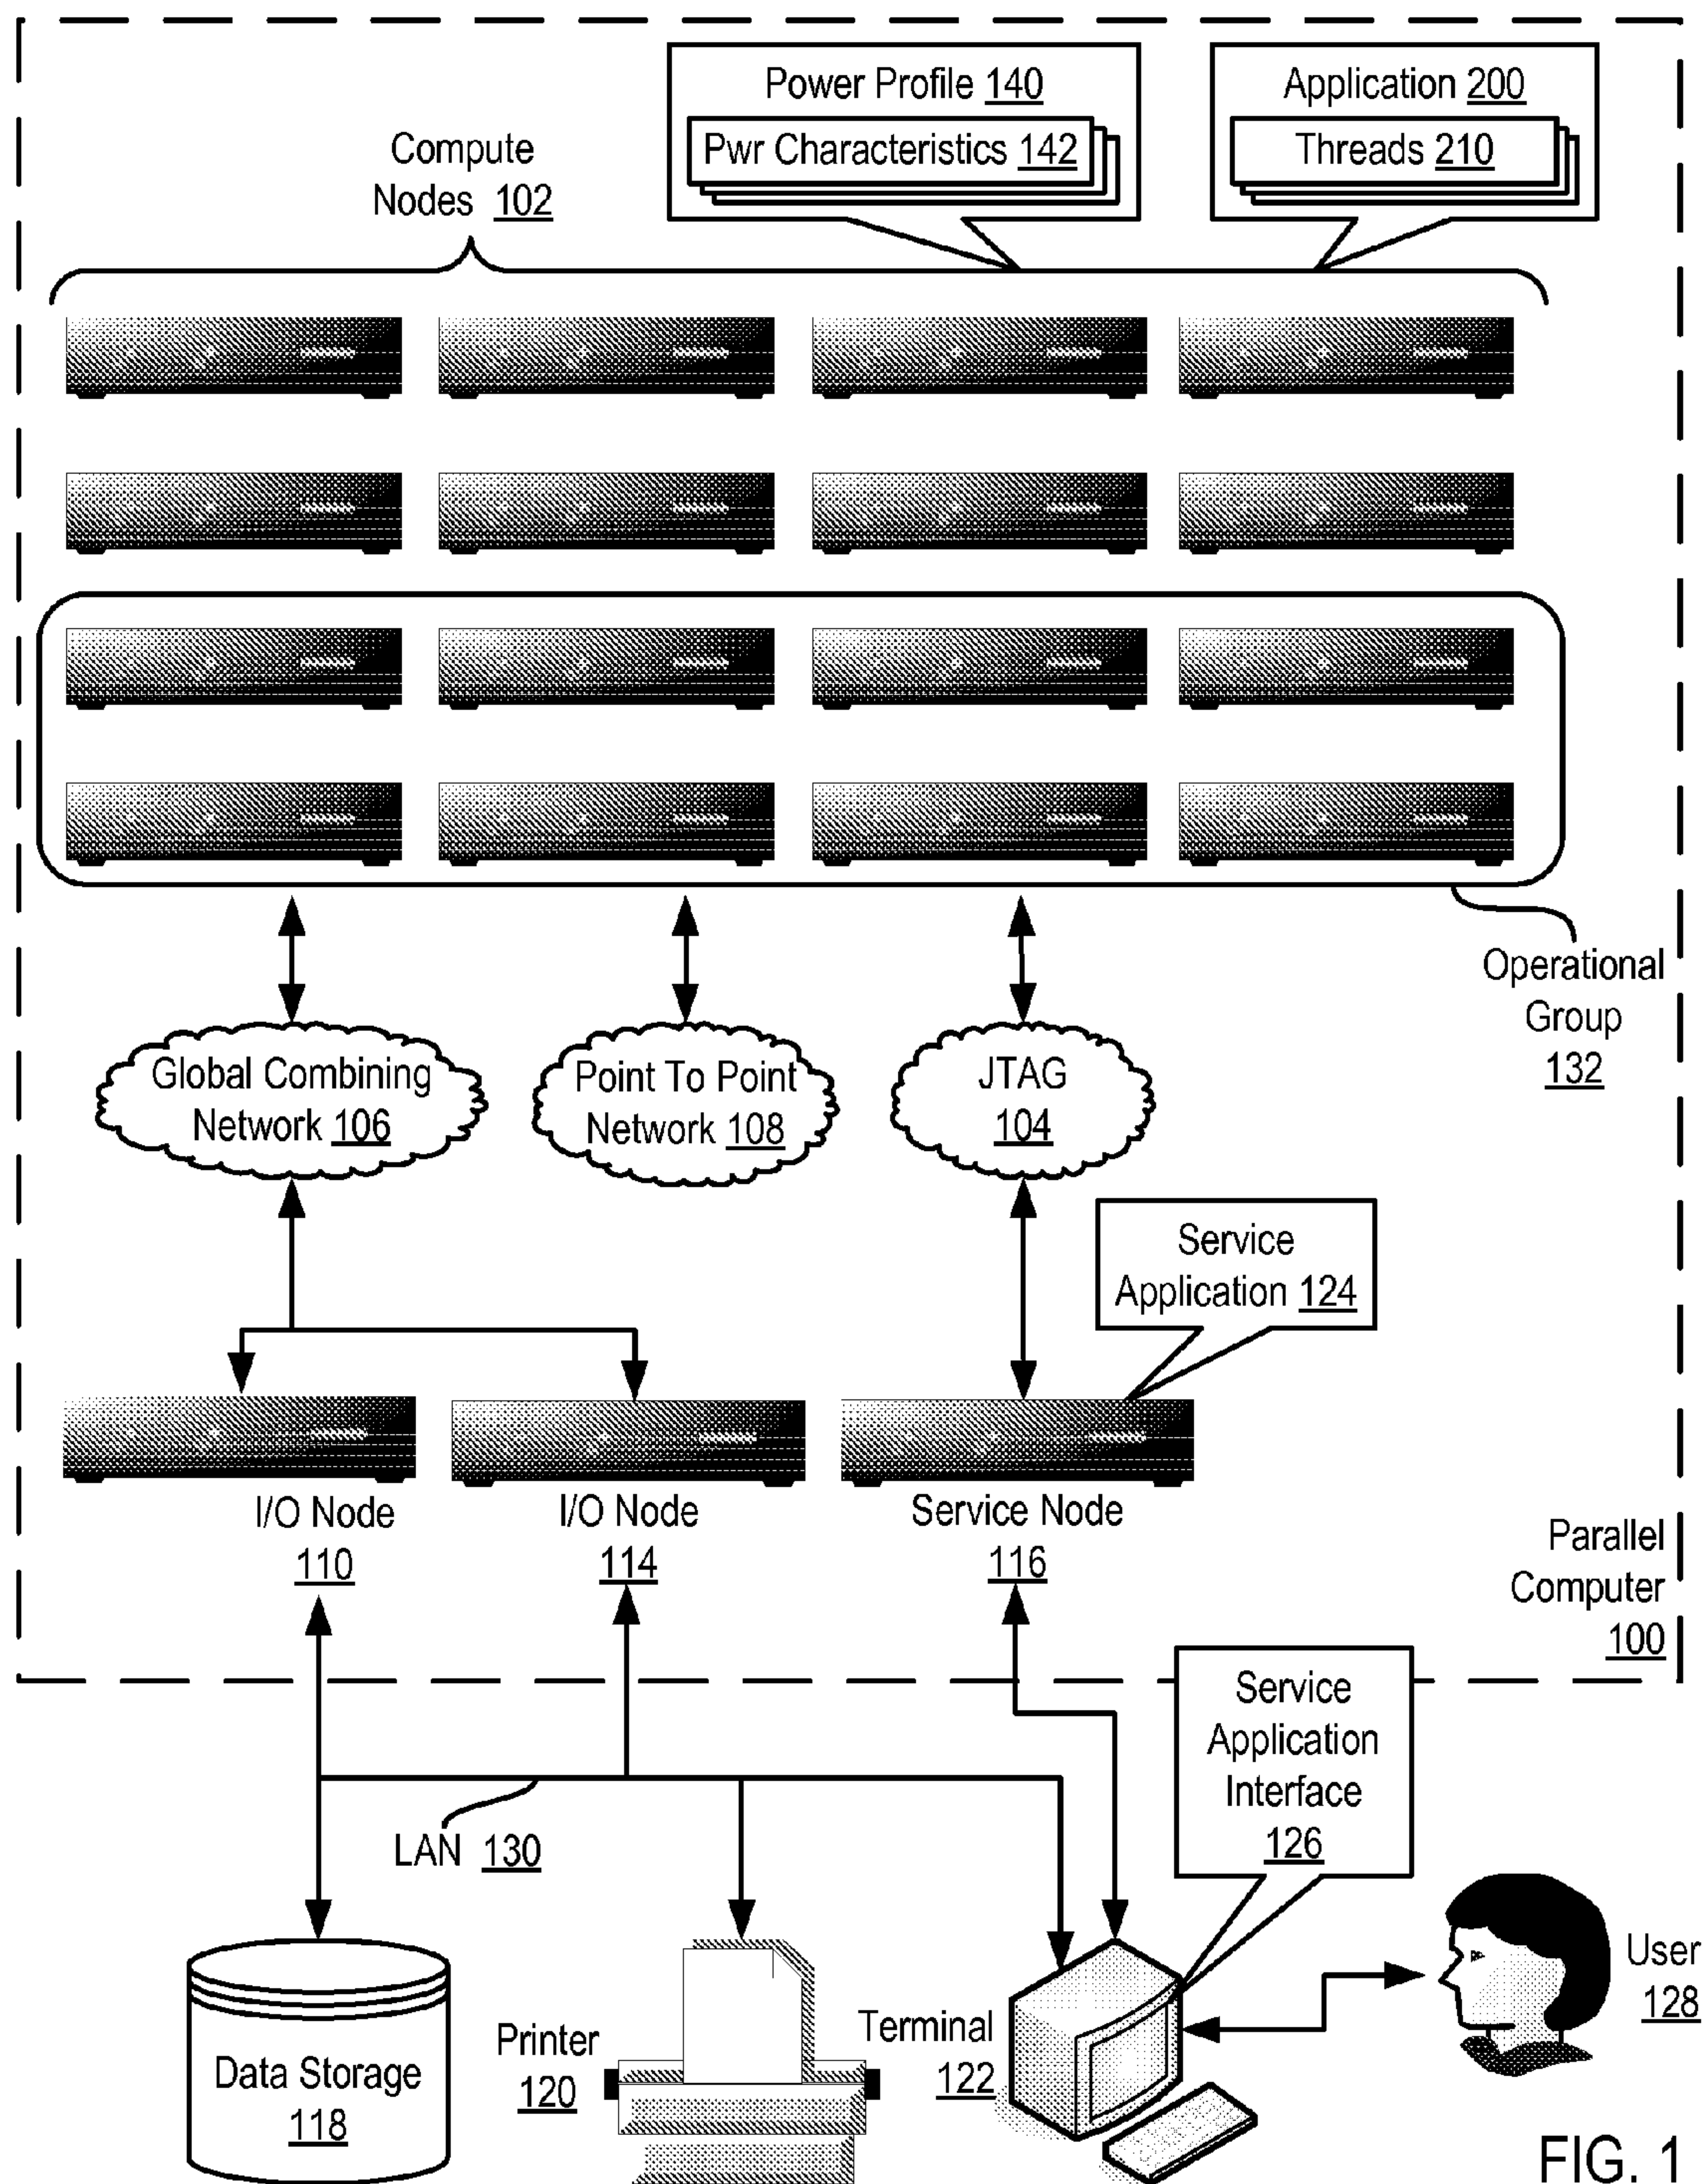 Power Profile 140
Pwr Characteristics 142
Application 200
Threads 210
Compute
Nodes 102
Operational
Group
132
Global Combining
Network 106
Point To Point
Network 108
JTAG
104
Service
Application 124
I/O Node
110
I/O Node
114
Service Node
116
Parallel
Computer
100
Service
Application
Interface
126
LAN 130
Data Storage
118
Printer
120
Terminal
122
User
128
FIG. 1